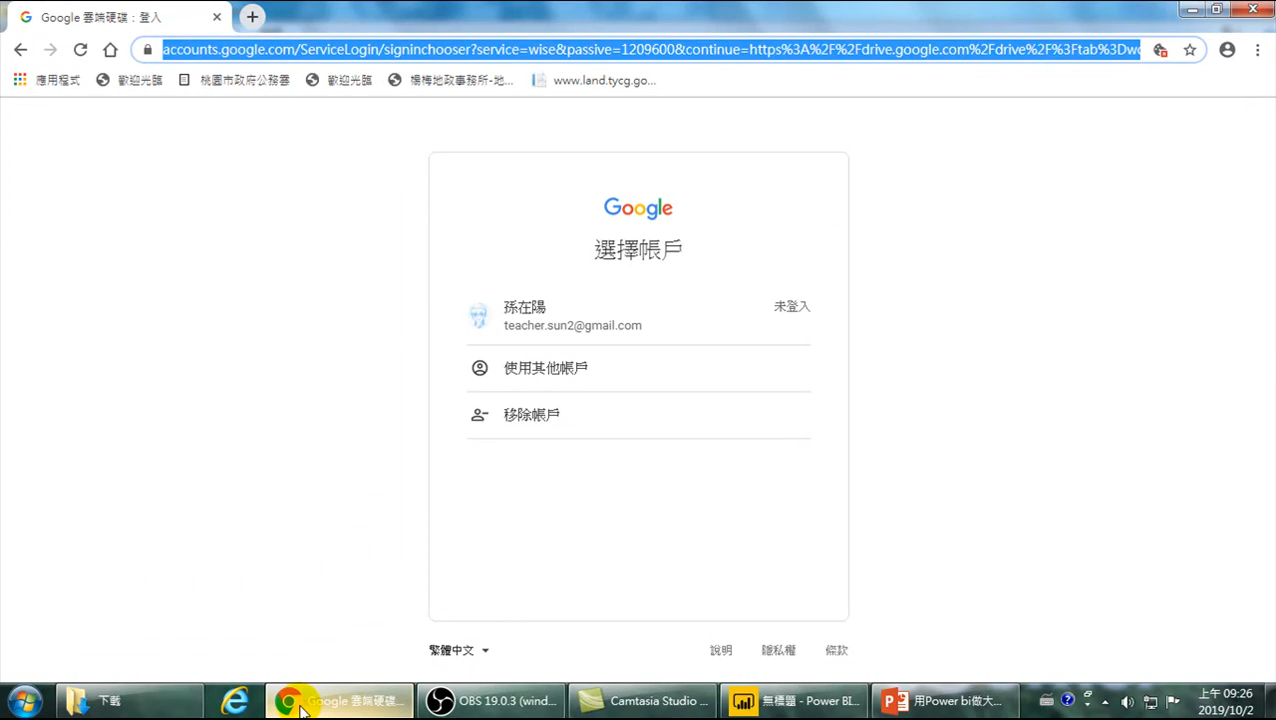 Google 雲端硬碟：登入
accounts.google.com/ServiceLogin/signinchooser?service=wise&passive=1209600&continue=https%3A%2F%2Fdrive.google.com%2Fdrive%2F%3Ftab%3Dwo
應用程式 歡迎光臨 桃園市政府公務雲 歡迎光臨 楊梅地政事務所-地... www.land.tycg.go...
Google
選擇帳戶
孫在陽 未登入
teacher.sun2@gmail.com
使用其他帳戶
移除帳戶
繁體中文 說明 隱私權 條款
下載 Google 雲端硬碟... OBS 19.0.3 (wind... Camtasia Studio ... 無標題 - Power BI... 用Power bi做大...
上午 09:26
2019/10/2